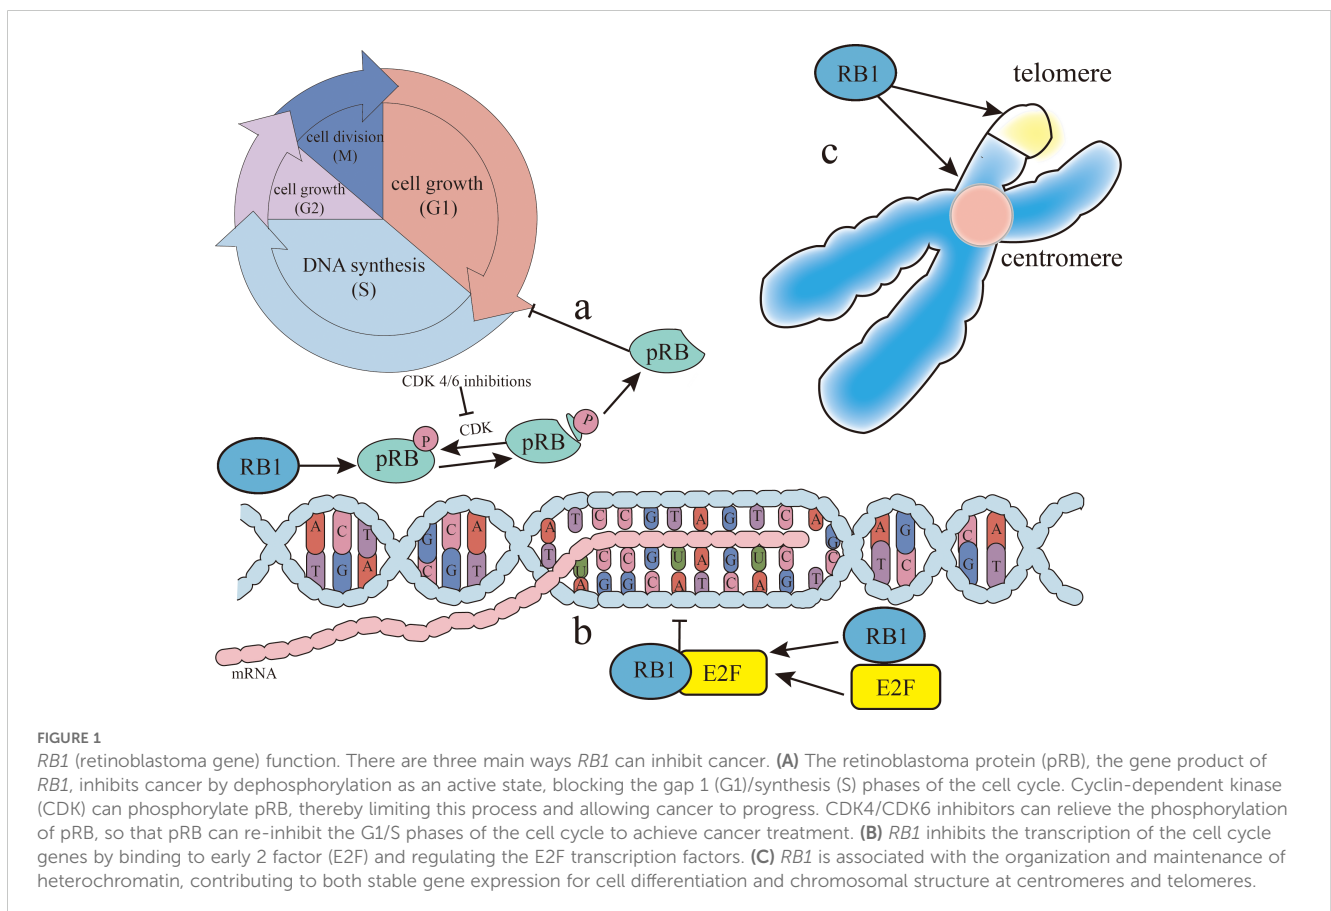 RB1
telomere
c
centromere
cell division
(M)
cell growth
(G2)
cell growth
(G1)
DNA synthesis
(S)
a
pRB
CDK 4/6 inhibitions
CDK
RB1
pRB
P
pRB
P
A C T G C A A T C C G T A G T C A G A G C A
U C C G U A G U C
T G A C G T T A G G C A T C A G T C T C G T
mRNA
b
RB1
E2F
RB1
E2F
FIGURE 1
RB1 (retinoblastoma gene) function. There are three main ways RB1 can inhibit cancer. (A) The retinoblastoma protein (pRB), the gene product of
RB1, inhibits cancer by dephosphorylation as an active state, blocking the gap 1 (G1)/synthesis (S) phases of the cell cycle. Cyclin-dependent kinase
(CDK) can phosphorylate pRB, thereby limiting this process and allowing cancer to progress. CDK4/CDK6 inhibitors can relieve the phosphorylation
of pRB, so that pRB can re-inhibit the G1/S phases of the cell cycle to achieve cancer treatment. (B) RB1 inhibits the transcription of the cell cycle
genes by binding to early 2 factor (E2F) and regulating the E2F transcription factors. (C) RB1 is associated with the organization and maintenance of
heterochromatin, contributing to both stable gene expression for cell differentiation and chromosomal structure at centromeres and telomeres.